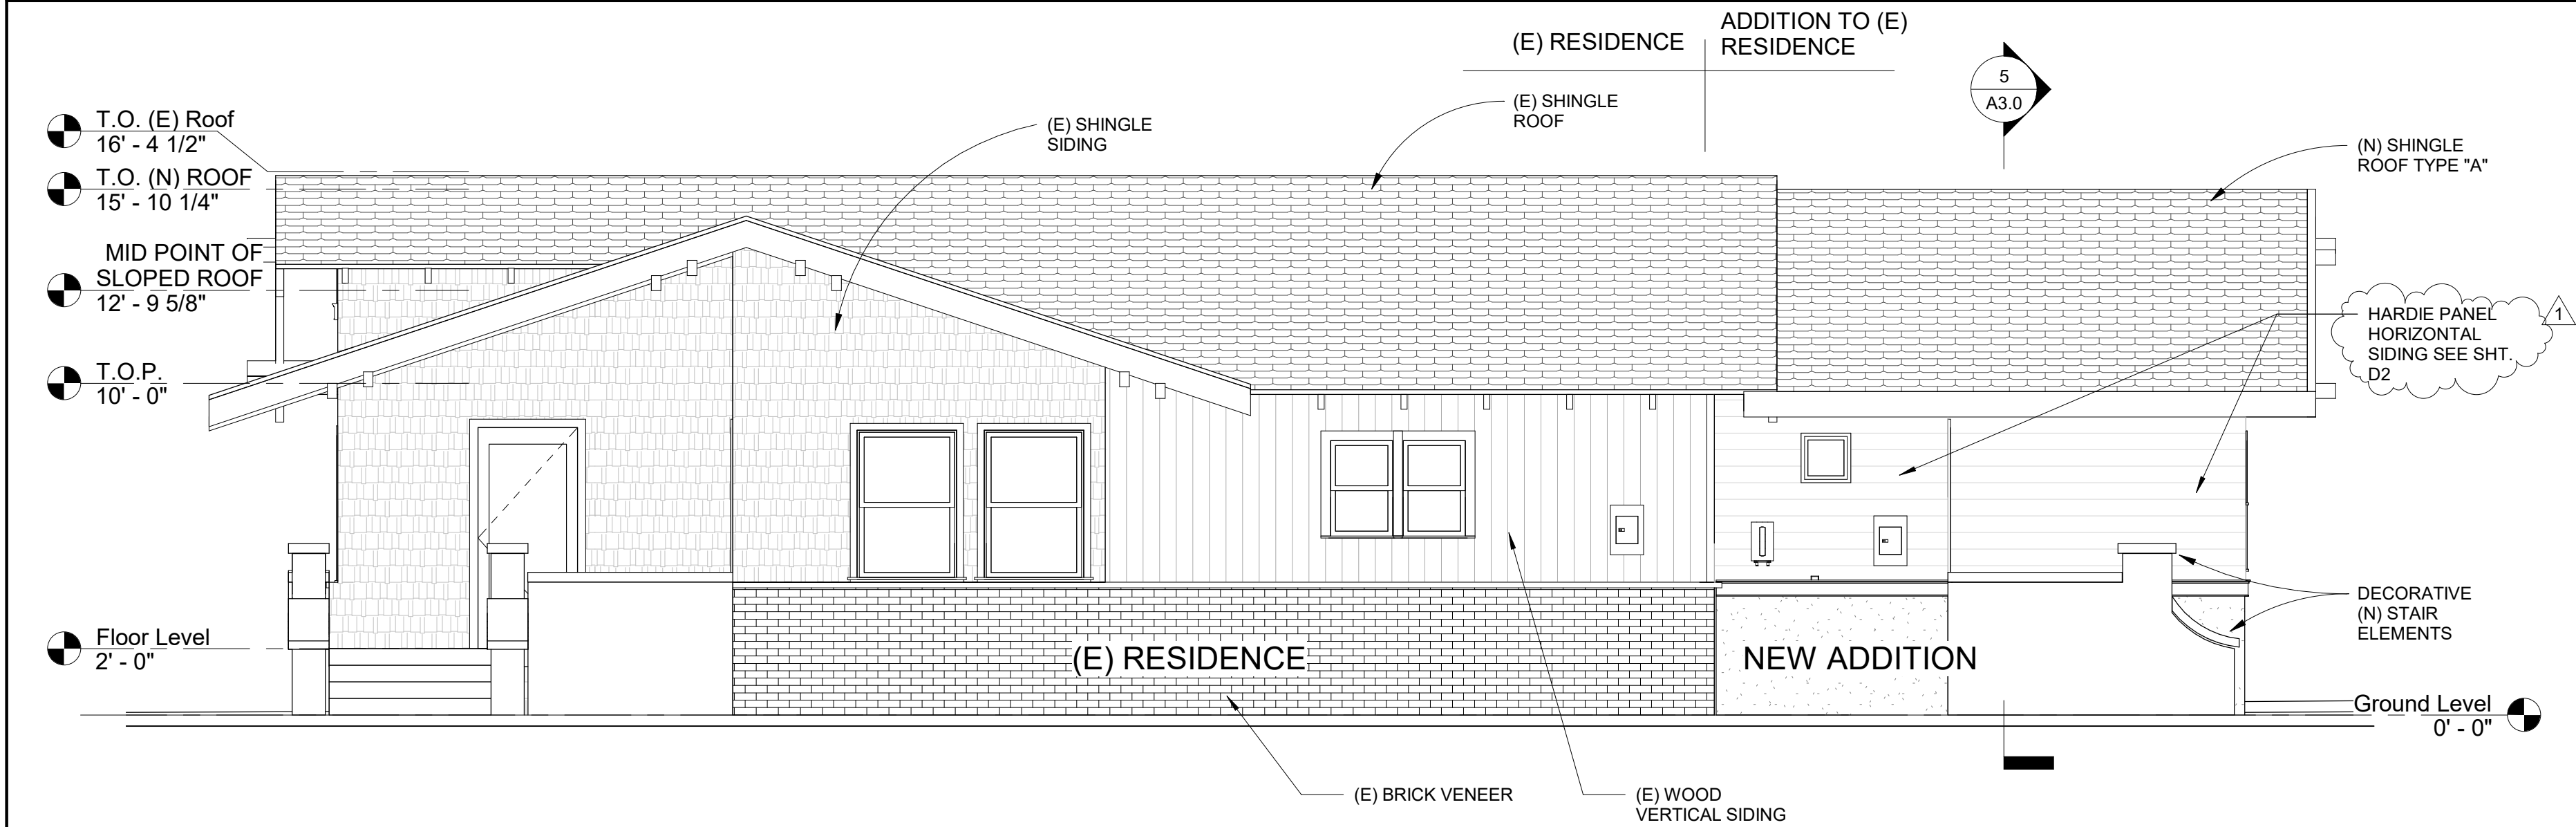 ADDITION TO (E)
RESIDENCE
(E) RESIDENCE
5
A3.0
T.O. (E) Roof
16' - 4 1/2"
(E) SHINGLE
SIDING
(E) SHINGLE
ROOF
(N) SHINGLE
ROOF TYPE "A"
T.O. (N) ROOF
15' - 10 1/4"
MID POINT OF
SLOPED ROOF
12' - 9 5/8"
HARDIE PANEL
HORIZONTAL
SIDING SEE SHT.
D2
1
T.O.P.
10' - 0"
DECORATIVE
(N) STAIR
ELEMENTS
Floor Level
2' - 0"
(E) RESIDENCE
NEW ADDITION
Ground Level
0' - 0"
(E) BRICK VENEER
(E) WOOD
VERTICAL SIDING